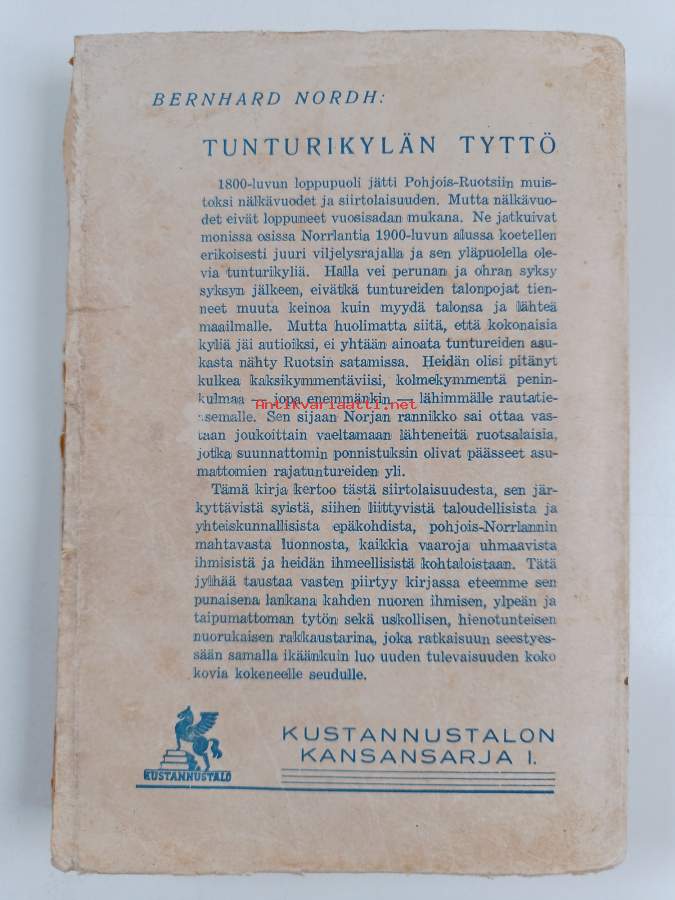 BERNHARD NORDH:
TUNTURIKYLÄN TYTTÖ
1800-luvun loppupuoli jätti Pohjois-Ruotsiin muis-
toksi nälkävuodet ja siirtolaisuuden. Mutta nälkävuo-
det eivät loppuneet vuosisadan mukana. Ne jatkuivat
monissa osissa Norrlantia 1900-luvun alussa koetellen
erikoisesti juuri viljelysrajalla ja sen yläpuolella ole-
via tunturikyliä. Halla vei perunan ja ohran syksy
syksyn jälkeen, eivätkä tuntureiden talonpojat tien-
neet muuta keinoa kuin myydä talonsa ja lähteä
maailmalle. Mutta huolimatta siitä, että kokonaisia
kyliä jäi autioiksi, ei yhtään ainoata tuntureiden asu-
kasta nähty Ruotsin satamissa. Heidän olisi pitänyt
kulkea kaksikymmentäviisi, kolmekymmentä penin-
kulmaa — jopa enemmänkin — lähimmälle rautatie-
Antikvariaatit.net
semalle. Sen sijaan Norjan rannikko sai ottaa vas-
taan joukoittain vaeltamaan lähteneitä ruotsalaisia,
jotka suunnattomin ponnistuksin olivat päässeet asu-
mattomien rajatuntureiden yli.
Tämä kirja kertoo tästä siirtolaisuudesta, sen jär-
kyttävistä syistä, siihen liittyvistä taloudellisista ja
yhteiskunnallisista epäkohdista, pohjois-Norrlannin
mahtavasta luonnosta, kaikkia vaaroja uhmaavista
ihmisistä ja heidän ihmeellisistä kohtaloistaan. Tätä
jylhää taustaa vasten piirtyy kirjassa eteemme sen
punaisena lankana kahden nuoren ihmisen, ylpeän ja
taipumattoman tytön sekä uskollisen, hienotunteisen
nuorukaisen rakkaustarina, joka ratkaisuun seestyes-
sään samalla ikäänkuin luo uuden tulevaisuuden koko
kovia kokeneelle seudulle.
KUSTANNUSTALO
KUSTANNUSTALON
KANSANSARJA I.